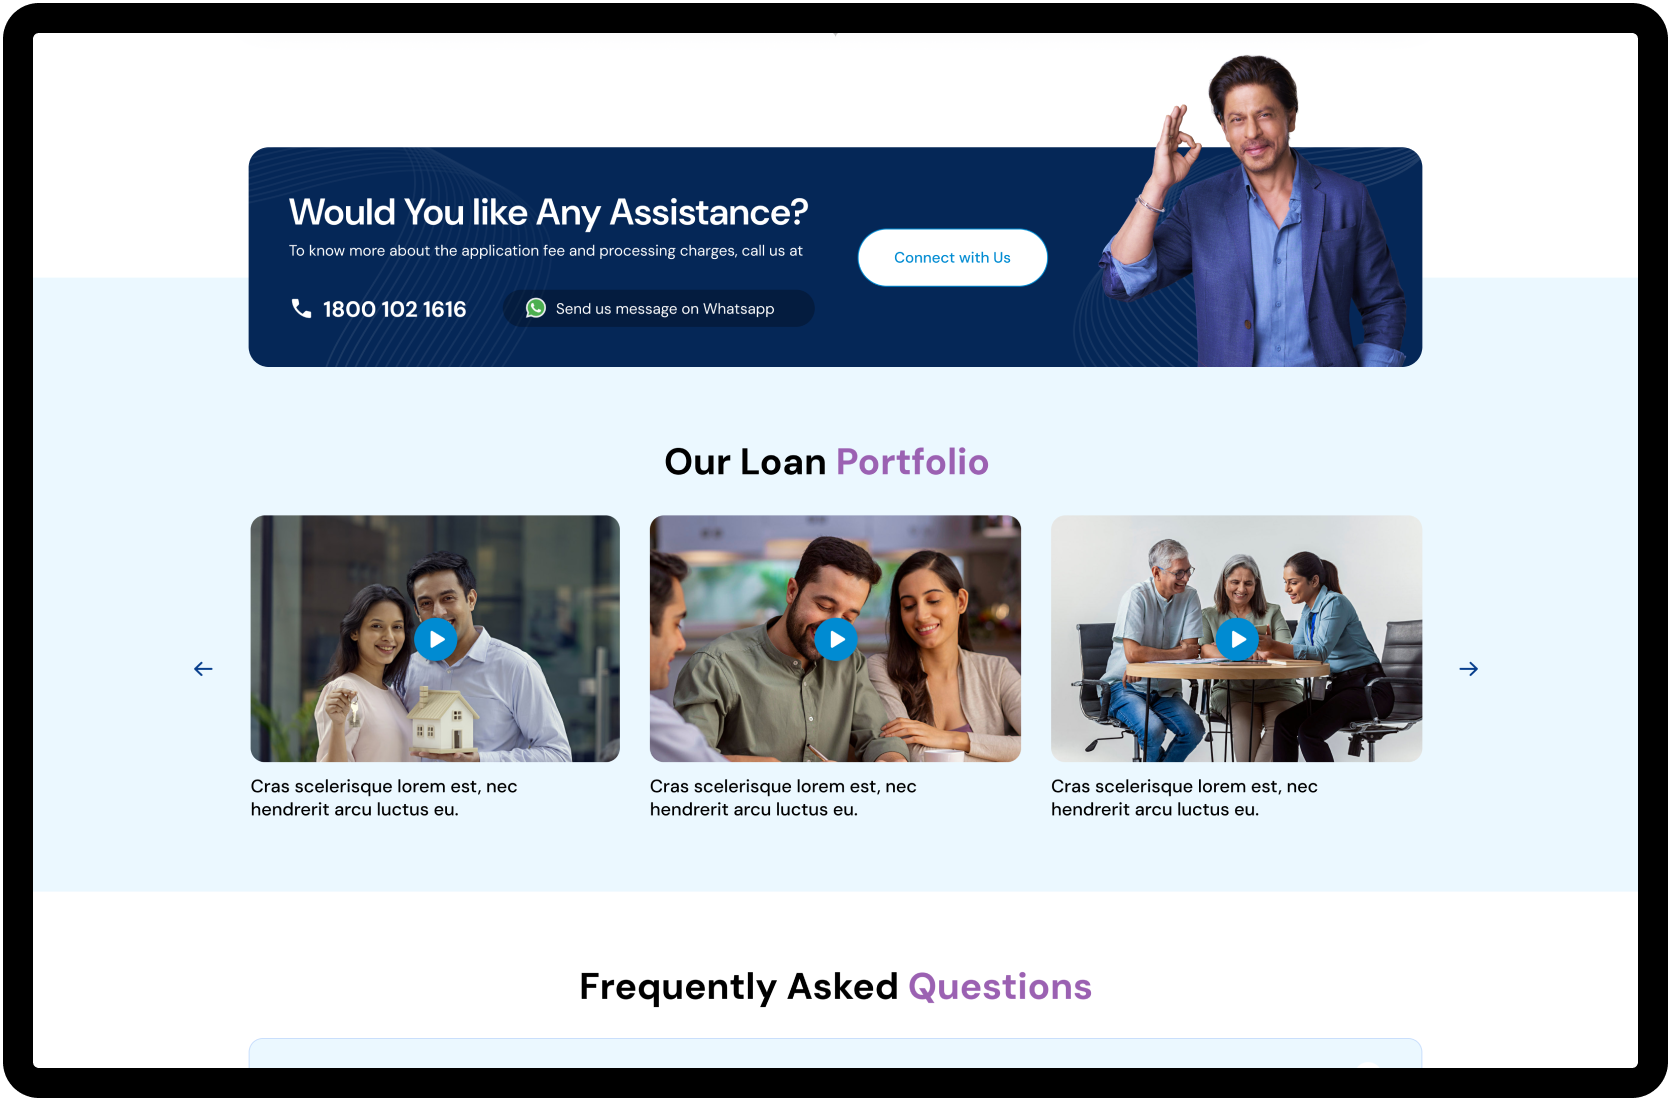 Would You like Any Assistance?
To know more about the application fee and processing charges, call us at
1800 102 1616
Send us message on Whatsapp
Connect with Us
Our Loan Portfolio
Cras scelerisque lorem est, nec
hendrerit arcu luctus eu.
Cras scelerisque lorem est, nec
hendrerit arcu luctus eu.
Cras scelerisque lorem est, nec
hendrerit arcu luctus eu.
Frequently Asked Questions